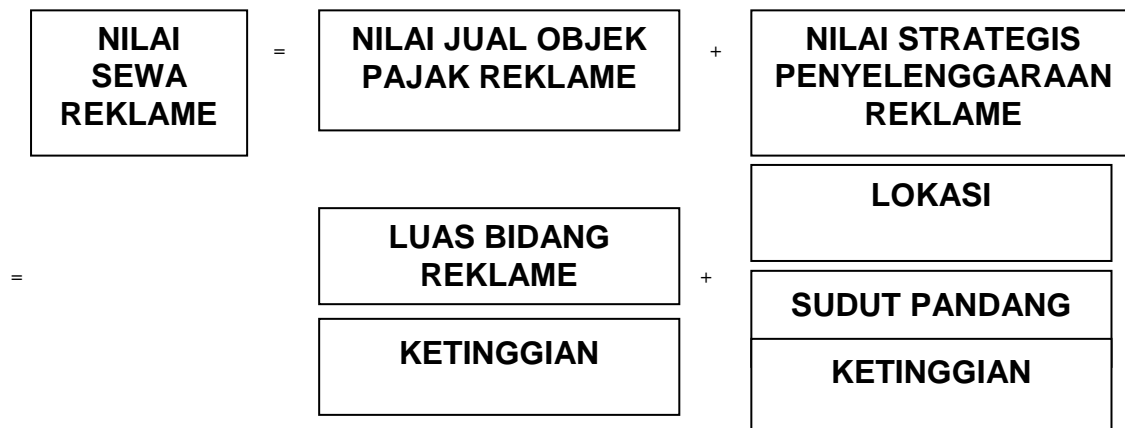 NILAI
SEWA
REKLAME
=
NILAI JUAL OBJEK
PAJAK REKLAME
+
NILAI STRATEGIS
PENYELENGGARAAN
REKLAME
=
LUAS BIDANG
REKLAME
KETINGGIAN
+
LOKASI
SUDUT PANDANG
KETINGGIAN